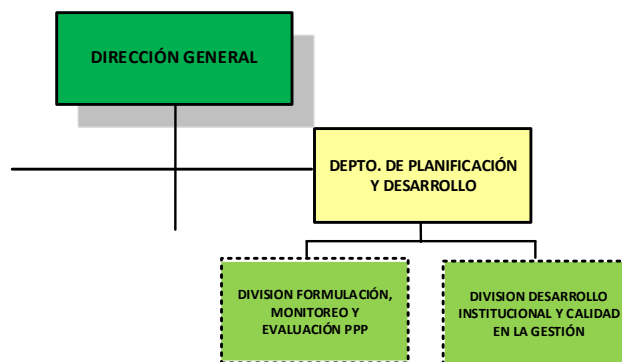 DIRECCIÓN GENERAL
DEPTO. DE PLANIFICACIÓN
Y DESARROLLO
DIVISION FORMULACIÓN,
MONITOREO Y
EVALUACIÓN PPP
DIVISION DESARROLLO
INSTITUCIONAL Y CALIDAD
EN LA GESTIÓN